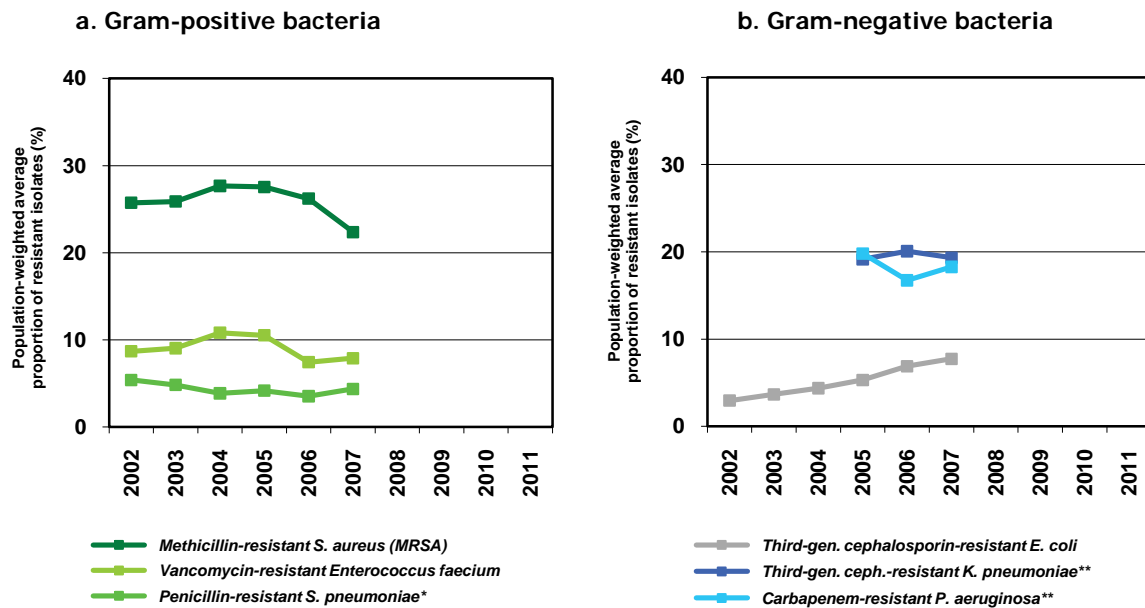 a. Gram-positive bacteria
Population-weighted average
proportion of resistant isolates (%)
40
30
20
10
0
2002
2003
2004
2005
2006
2007
2008
2009
2010
2011
Methicillin-resistant S. aureus (MRSA)
Vancomycin-resistant Enterococcus faecium
Penicillin-resistant S. pneumoniae*
b. Gram-negative bacteria
Population-weighted average
proportion of resistant isolates (%)
40
30
20
10
0
2002
2003
2004
2005
2006
2007
2008
2009
2010
2011
Third-gen. cephalosporin-resistant E. coli
Third-gen. ceph.-resistant K. pneumoniae**
Carbapenem-resistant P. aeruginosa**